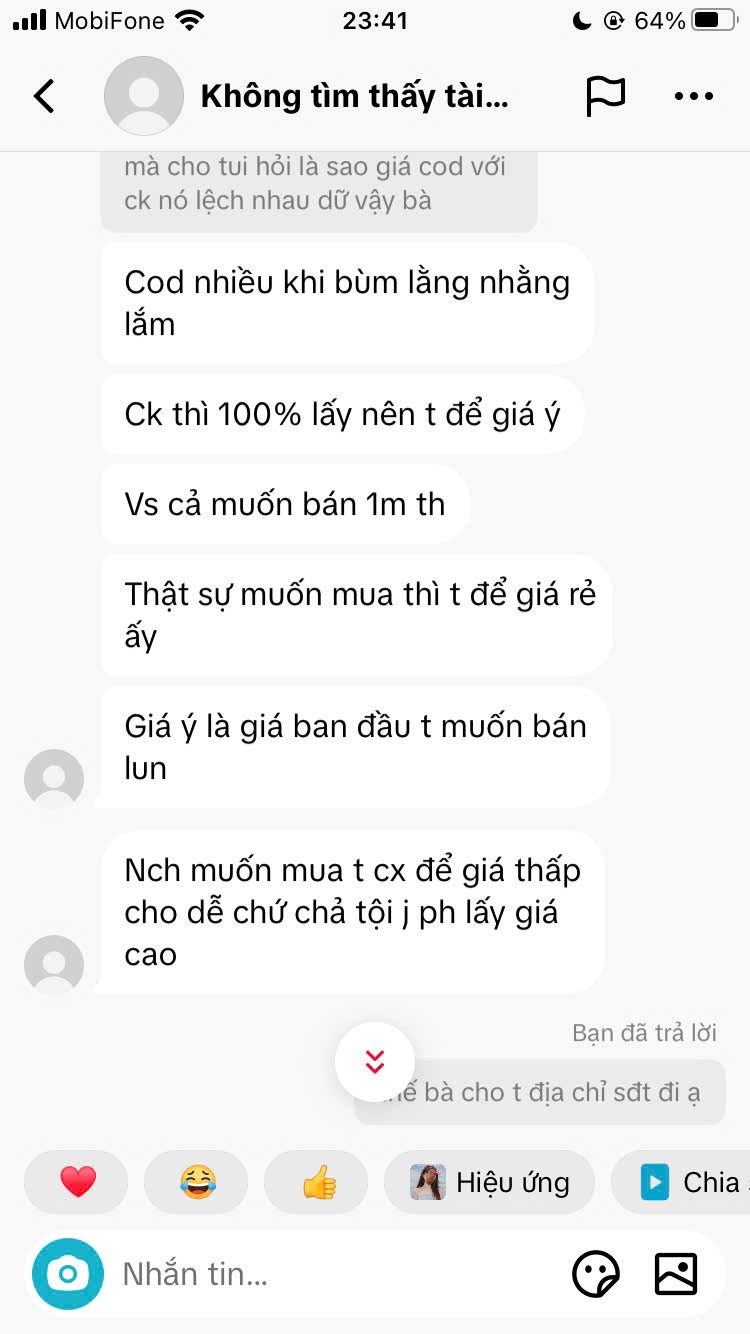 MobiFone 23:41 64%
Không tìm thấy tài...
mà cho tui hỏi là sao giá cod với
ck nó lệch nhau dữ vậy bà
Cod nhiều khi bùm lằng nhằng
lắm
Ck thì 100% lấy nên t để giá ý
Vs cả muốn bán 1m th
Thật sự muốn mua thì t để giá rẻ
ấy
Giá ý là giá ban đầu t muốn bán
lun
Nch muốn mua t cx để giá thấp
cho dễ chứ chả tội j ph lấy giá
cao
Bạn đã trả lời
bà cho t địa chỉ sđt đi ạ
Hiệu ứng
Chia
Nhắn tin...